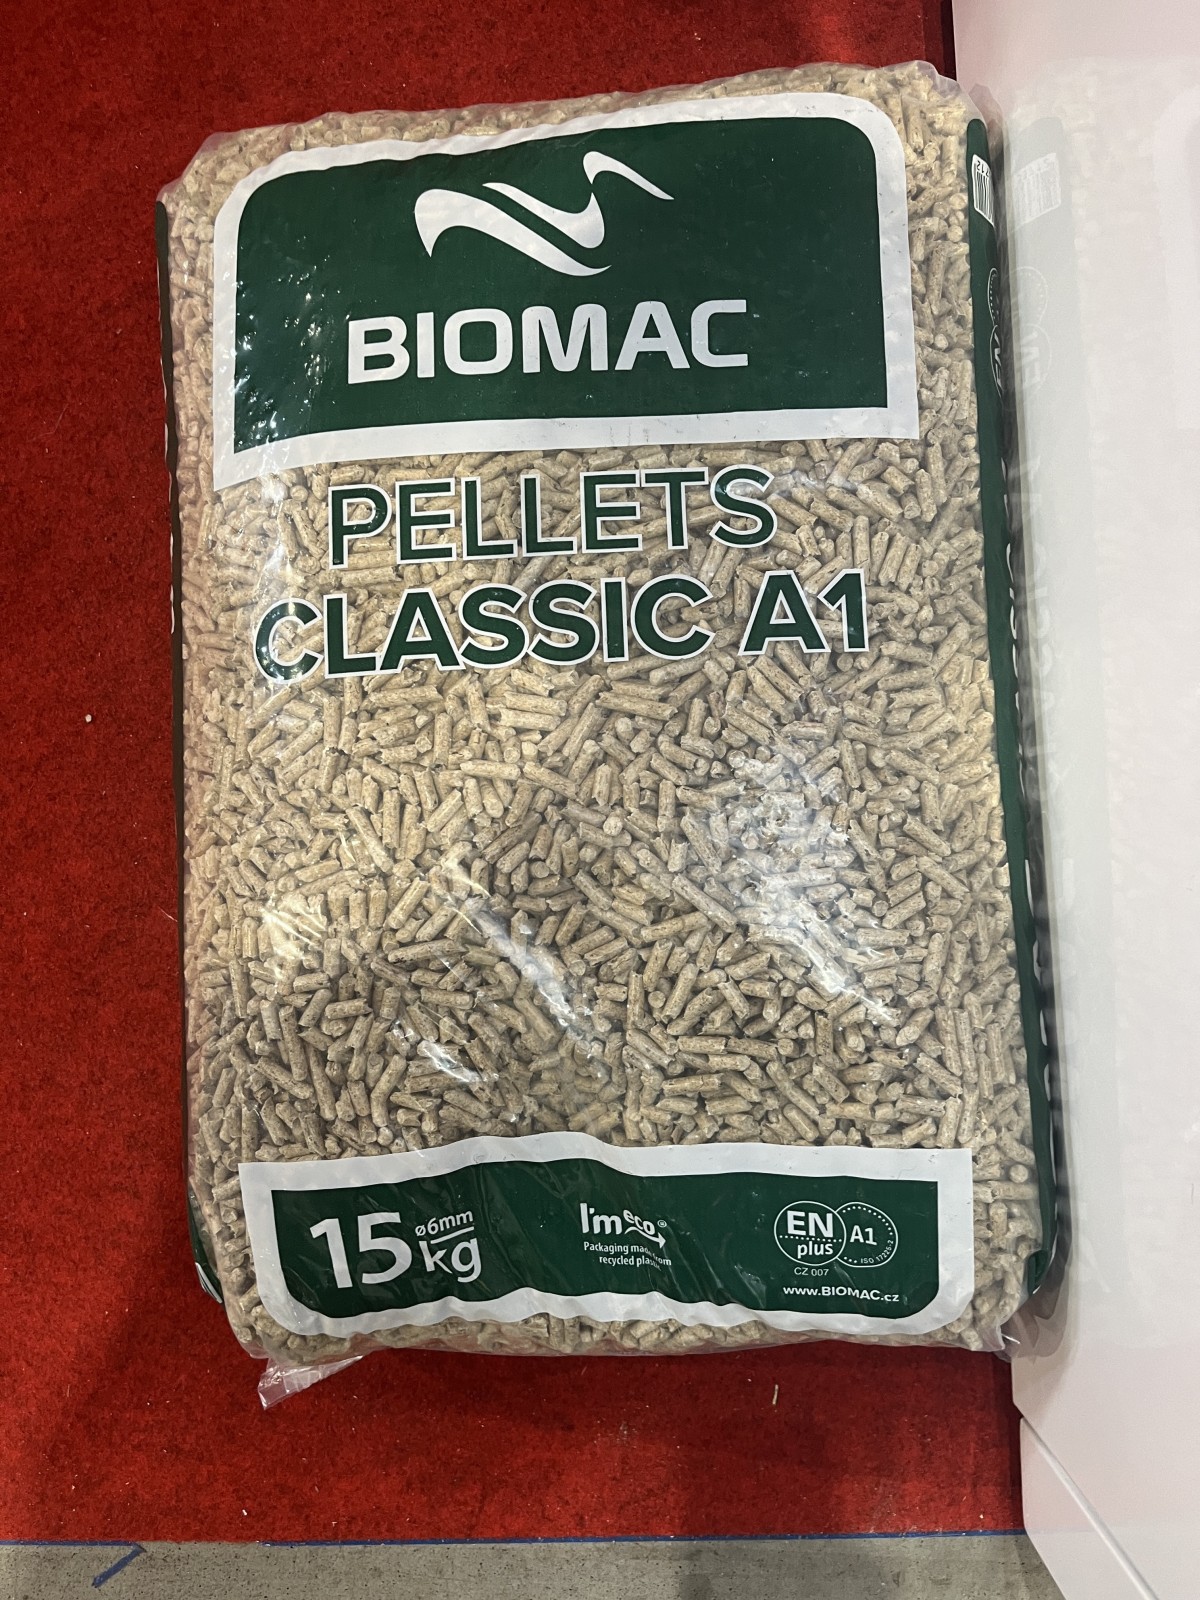 BIOMAC
PELLETS
CLASSIC A1
15 kg
ø6mm
I'm eco®
Packaging made from
recycled plastic
EN
plus
A1
ISO 17225-2
CZ 007
www.BIOMAC.cz